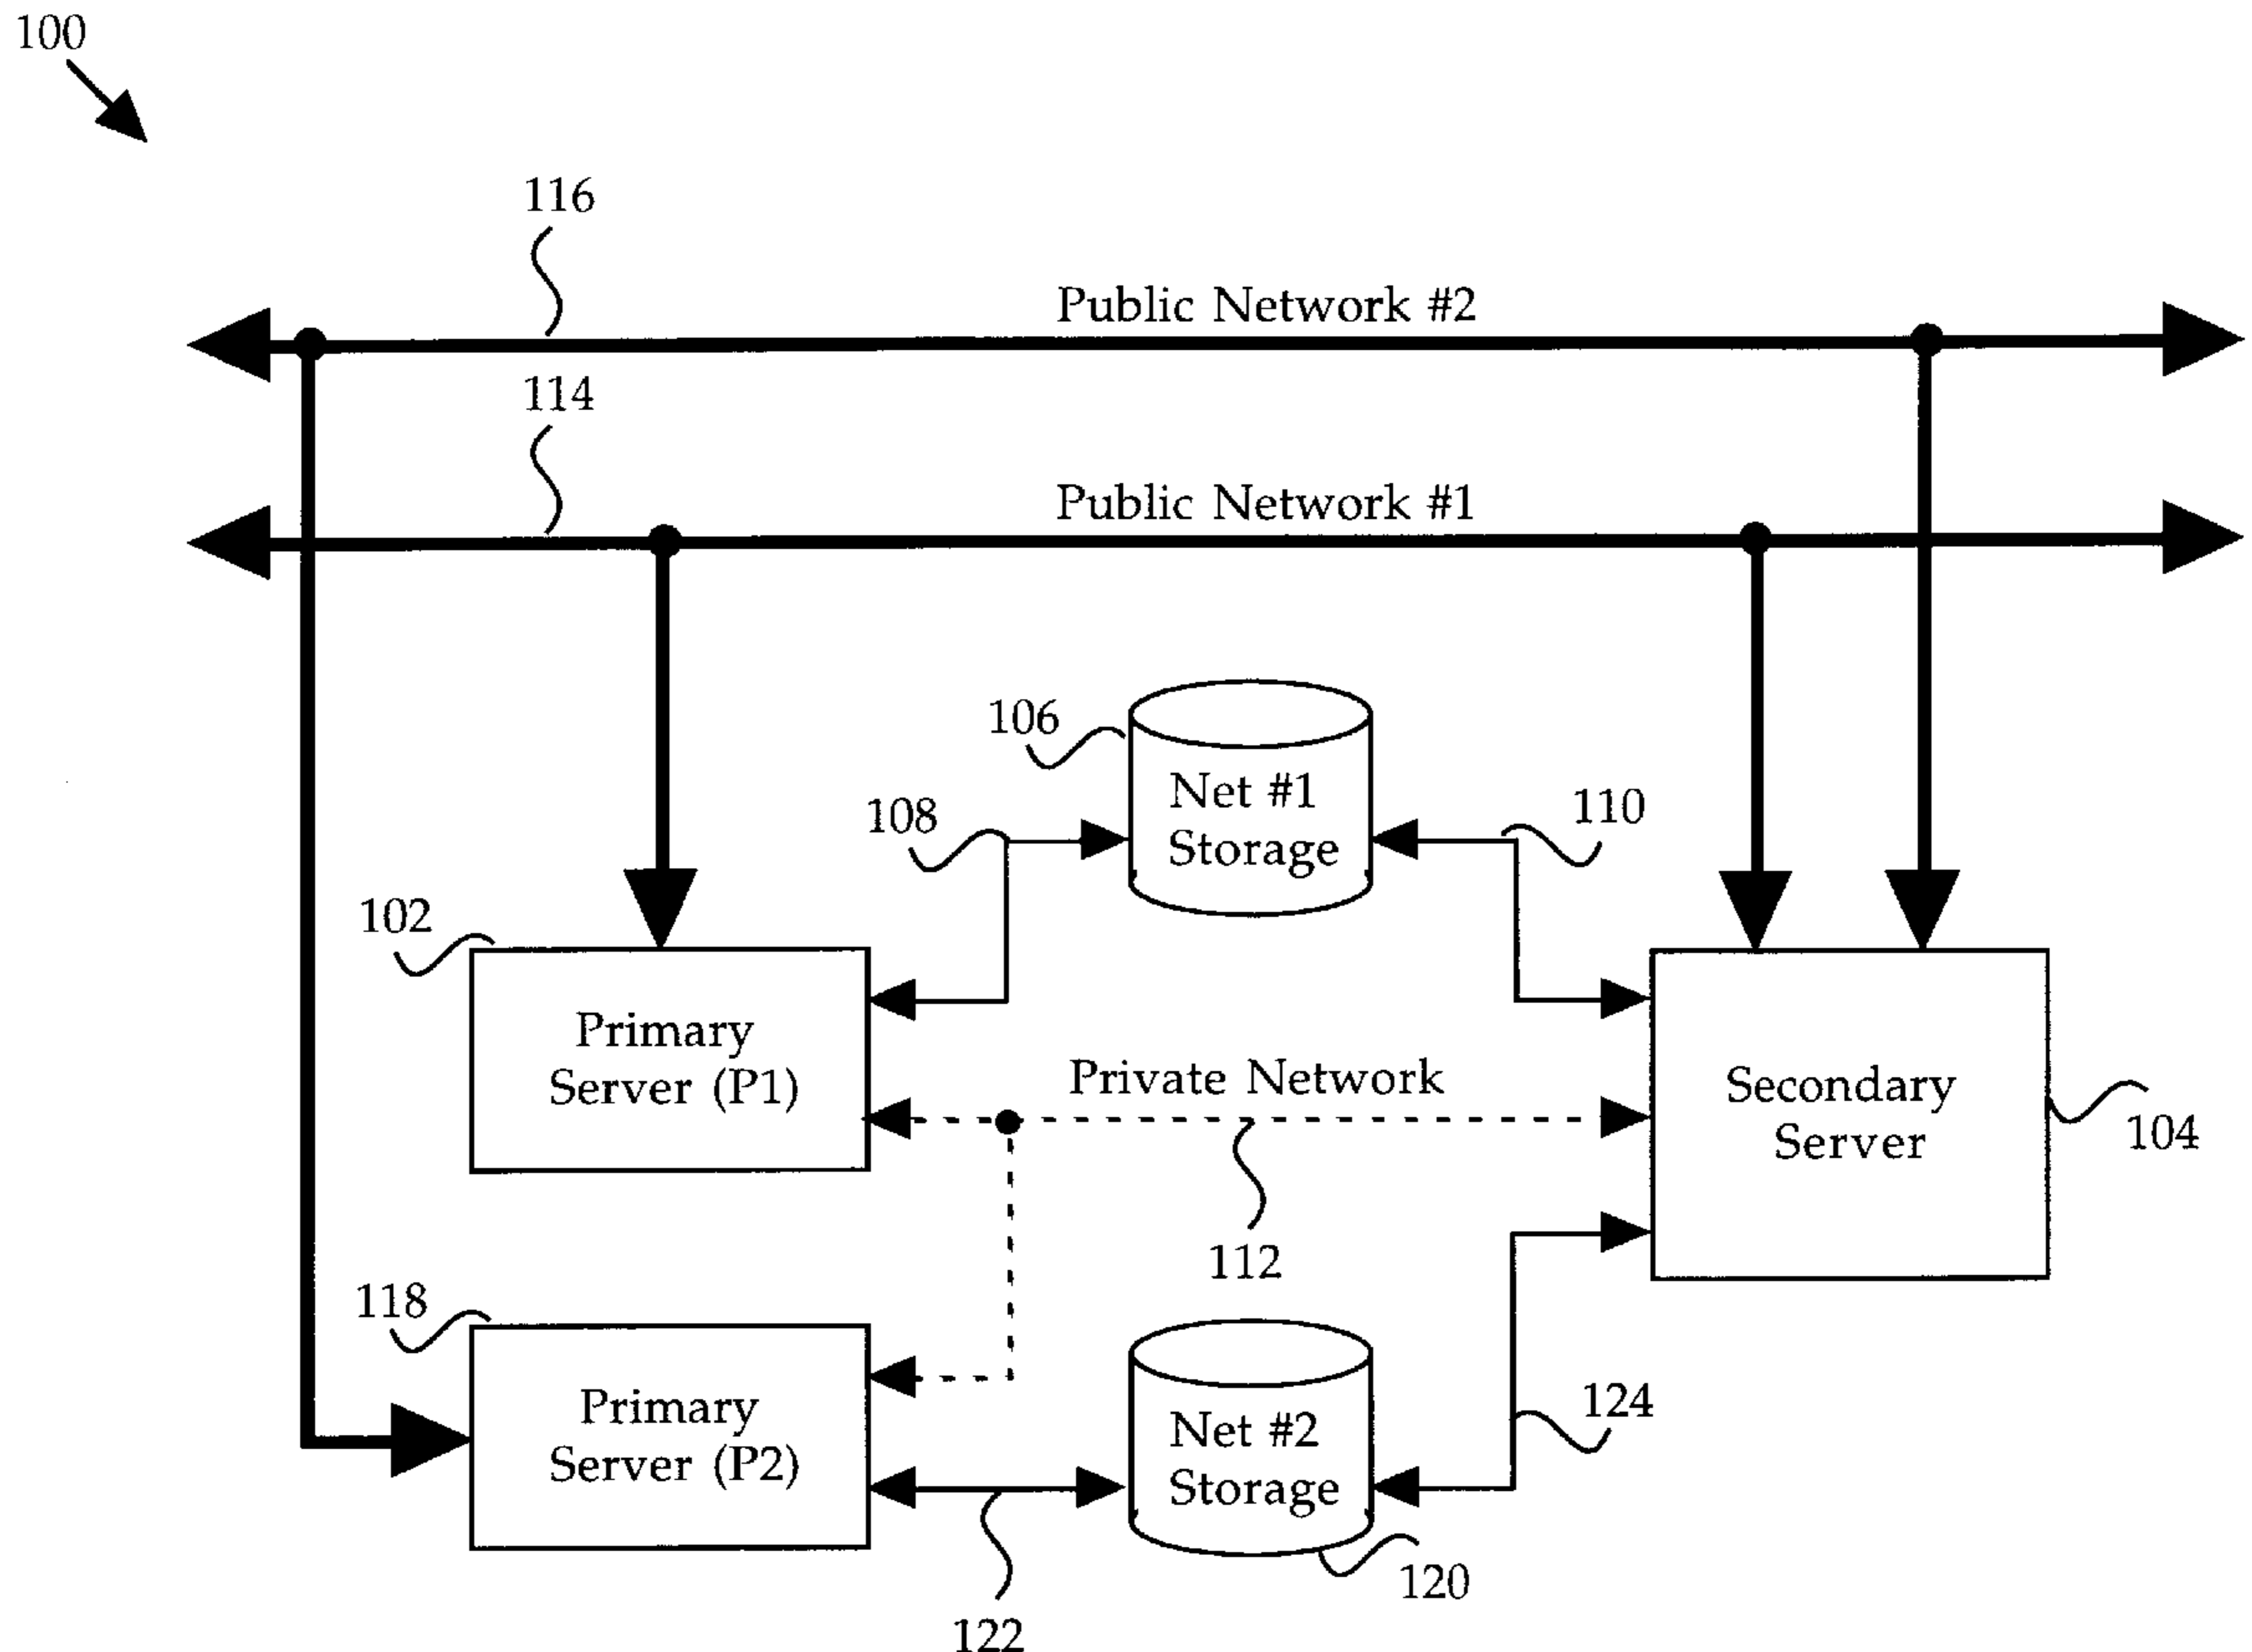 100
116
Public Network #2
114
Public Network #1
106
Net #1
Storage
108
110
102
Primary
Server (P1)
Private Network
Secondary
Server
104
112
118
Primary
Server (P2)
Net #2
Storage
124
120
122